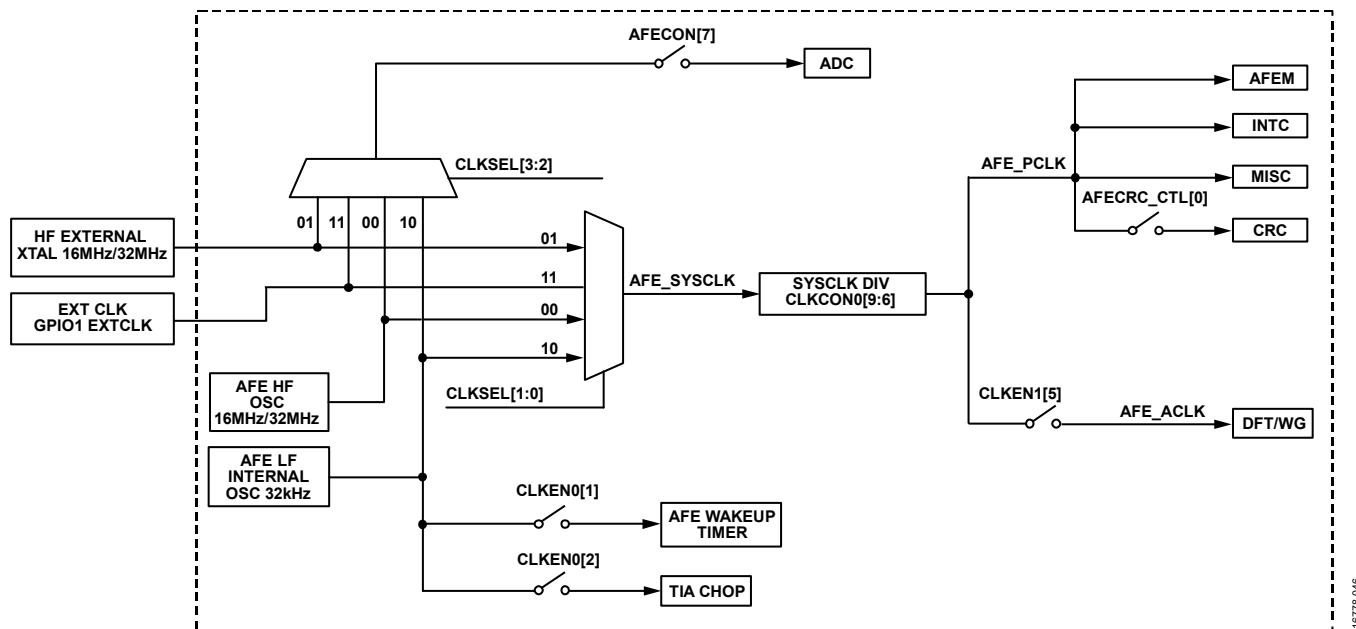 AFECON[7]
ADC
AFEM
INTC
CLKSEL[3:2]
AFE_PCLK
MISC
AFECRC_CTL[0]
01 11 00 10
CRC
HF EXTERNAL
XTAL 16MHz/32MHz
01
11
AFE_SYSCLK
SYSCLK DIV
CLKCON0[9:6]
EXT CLK
GPIO1 EXTCLK
00
10
AFE HF
OSC
16MHz/32MHz
CLKSEL[1:0]
CLKEN1[5]
AFE_ACLK
DFT/WG
AFE LF
INTERNAL
OSC 32kHz
CLKEN0[1]
AFE WAKEUP
TIMER
CLKEN0[2]
TIA CHOP
16778-046